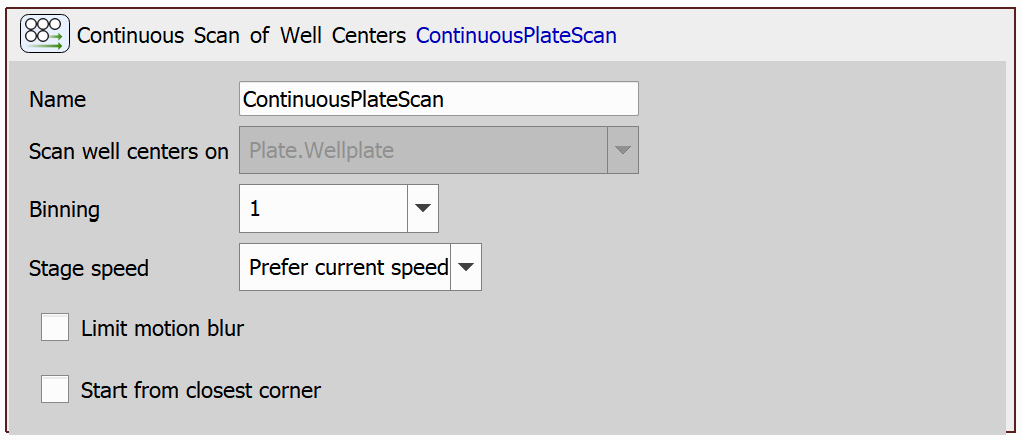 Continuous Scan of Well Centers ContinuousPlateScan
Name ContinuousPlateScan
Scan well centers on Plate.Wellplate
Binning 1
Stage speed Prefer current speed
Limit motion blur
Start from closest corner